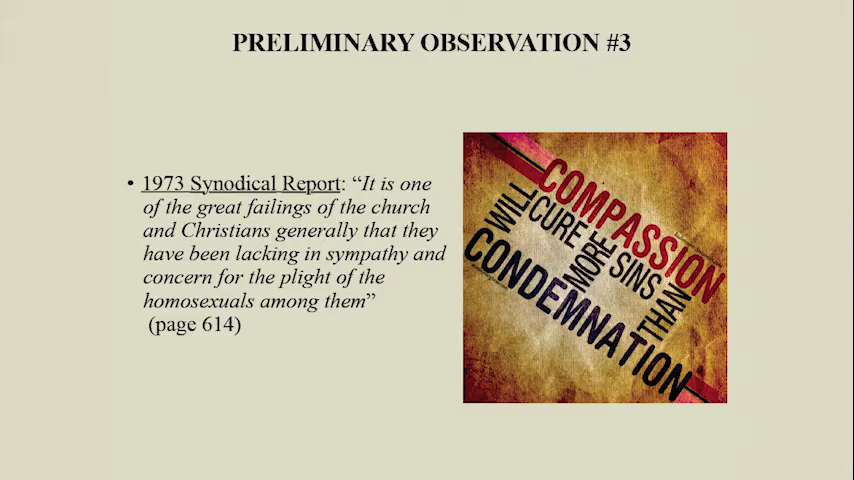 PRELIMINARY OBSERVATION #3
• 1973 Synodical Report: “It is one
of the great failings of the church
and Christians generally that they
have been lacking in sympathy and
concern for the plight of the
homosexuals among them”
(page 614)
COMPASSION
WILL
CURE
MORE
SINS
THAN
CONDEMNATION